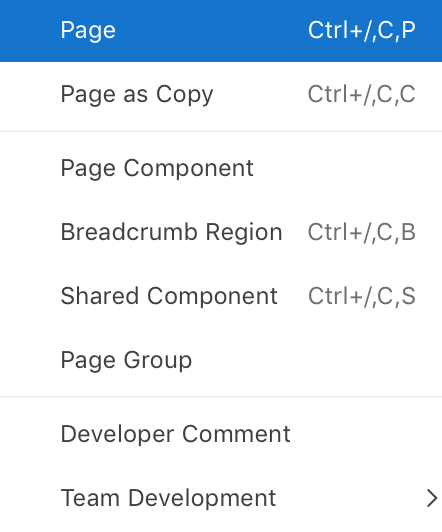 Page Ctrl+/,C,P
Page as Copy Ctrl+/,C,C
Page Component
Breadcrumb Region Ctrl+/,C,B
Shared Component Ctrl+/,C,S
Page Group
Developer Comment
Team Development